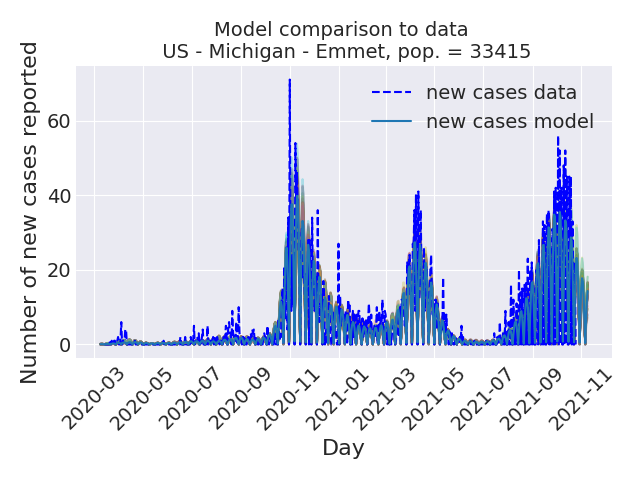 Model comparison to data
US - Michigan - Emmet, pop. = 33415
Number of new cases reported
60
40
20
0
new cases data
new cases model
2020-03
2020-05
2020-07
2020-09
2020-11
2021-01
2021-03
2021-05
2021-07
2021-09
2021-11
Day